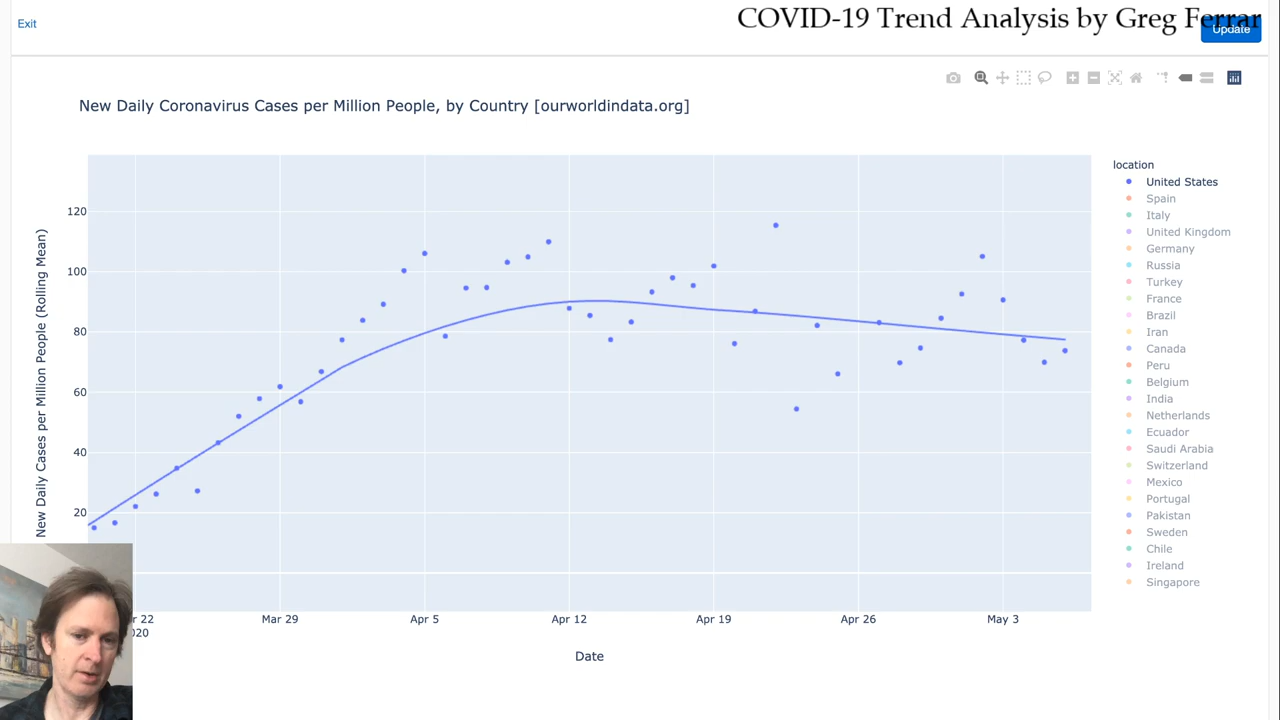 Exit
COVID-19 Trend Analysis by Greg Ferrar
Update
New Daily Coronavirus Cases per Million People, by Country [ourworldindata.org]
New Daily Cases per Million People (Rolling Mean)
120
100
80
60
40
20
r 22
020
Mar 29
Apr 5
Apr 12
Apr 19
Apr 26
May 3
Date
location
United States
Spain
Italy
United Kingdom
Germany
Russia
Turkey
France
Brazil
Iran
Canada
Peru
Belgium
India
Netherlands
Ecuador
Saudi Arabia
Switzerland
Mexico
Portugal
Pakistan
Sweden
Chile
Ireland
Singapore